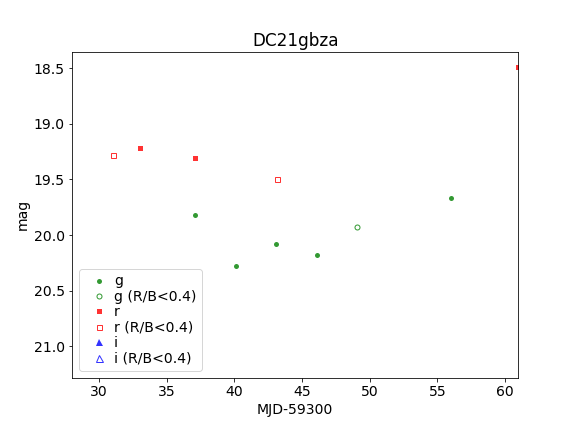 DC21gbza
18.5
19.0
19.5
20.0
20.5
21.0
mag
g
g (R/B<0.4)
r
r (R/B<0.4)
i
i (R/B<0.4)
30 35 40 45 50 55 60
MJD-59300